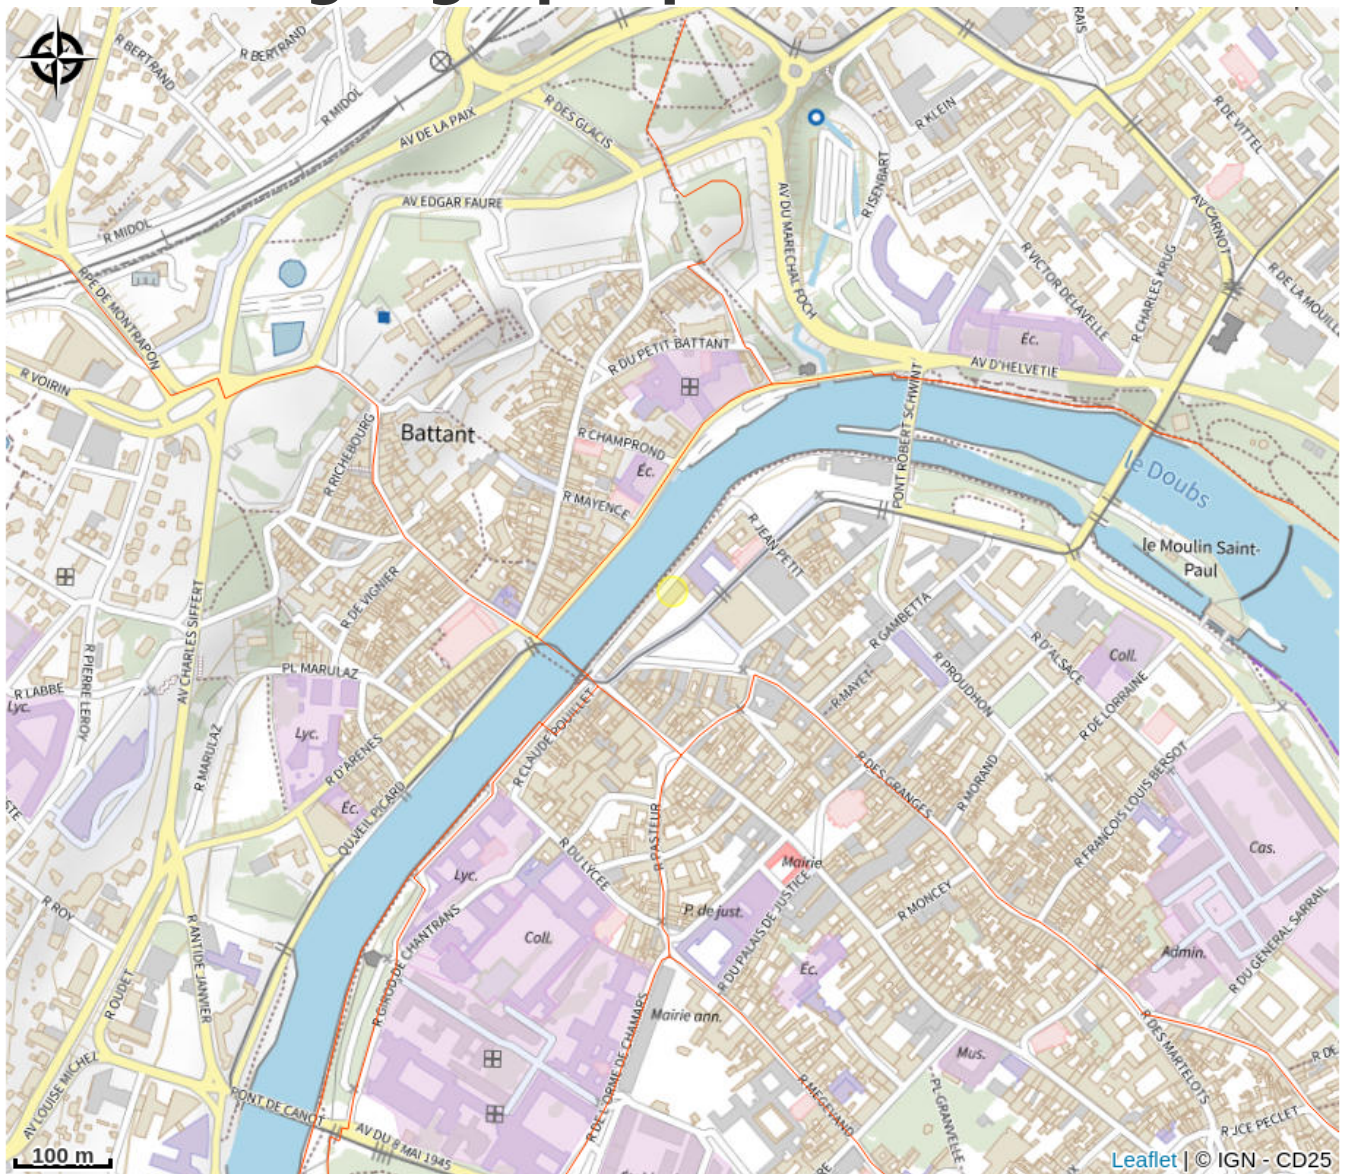 R BERTRAND
R BERTRAND
R MIDOL
AV DE LA PAIX
R DES GLACIS
R KLEIN
R DE VITTEL
R ISENBART
AV EDGAR FAURE
AV CARNOT
R MIDOL
AV DU MARECHAL FOCH
R VICTOR DELAVELLE
R CHARLES KRUG
RPE DE MONTRAPON
Éc.
R DU PETIT BATTANT
AV D'HELVETIE
R VOIRIN
PONT ROBERT SCHWINT
Battant
R CHAMPROND
R RICHEBOURG
Éc.
le Doubs
R MAYENCE
R JEAN PETIT
le Moulin Saint-
Paul
R DE VIGNIER
AV CHARLES SIFFERT
R GAMBETTA
R D'ALSACE
Coll.
R PIERRE LEROY
PL MARULAZ
R PROUDHON
R LABBE
R MAYET
R DE LORRAINE
Lyc.
R CLAUDE POUILLET
Lyc.
R MARULAZ
R D'ARENES
R DES GRANGES
R MORAND
R FRANCOIS LOUIS BERSOT
STE
Éc.
QU VEIL PICARD
R PASTEUR
R DU LYCEE
Cas.
Mairie
Lyc.
R ROY
R MONCEY
P. de just.
R DU PALAIS DE JUSTICE
R GIROD DE CHANTRANS
Coll.
R DU GENERAL SARRAIL
Admin.
Éc.
R OUDET
R ANTIDE JANVIER
Mairie ann.
R DE L'ORME DE CHAMARS
R DES MARTELOTS
Mus.
AV LOUISE MICHEL
PONT DE CANOT
R MEGEVAND
PL GRANVELLE
AV DU 8 MAI 1945
100 m
Leaflet | © IGN - CD25